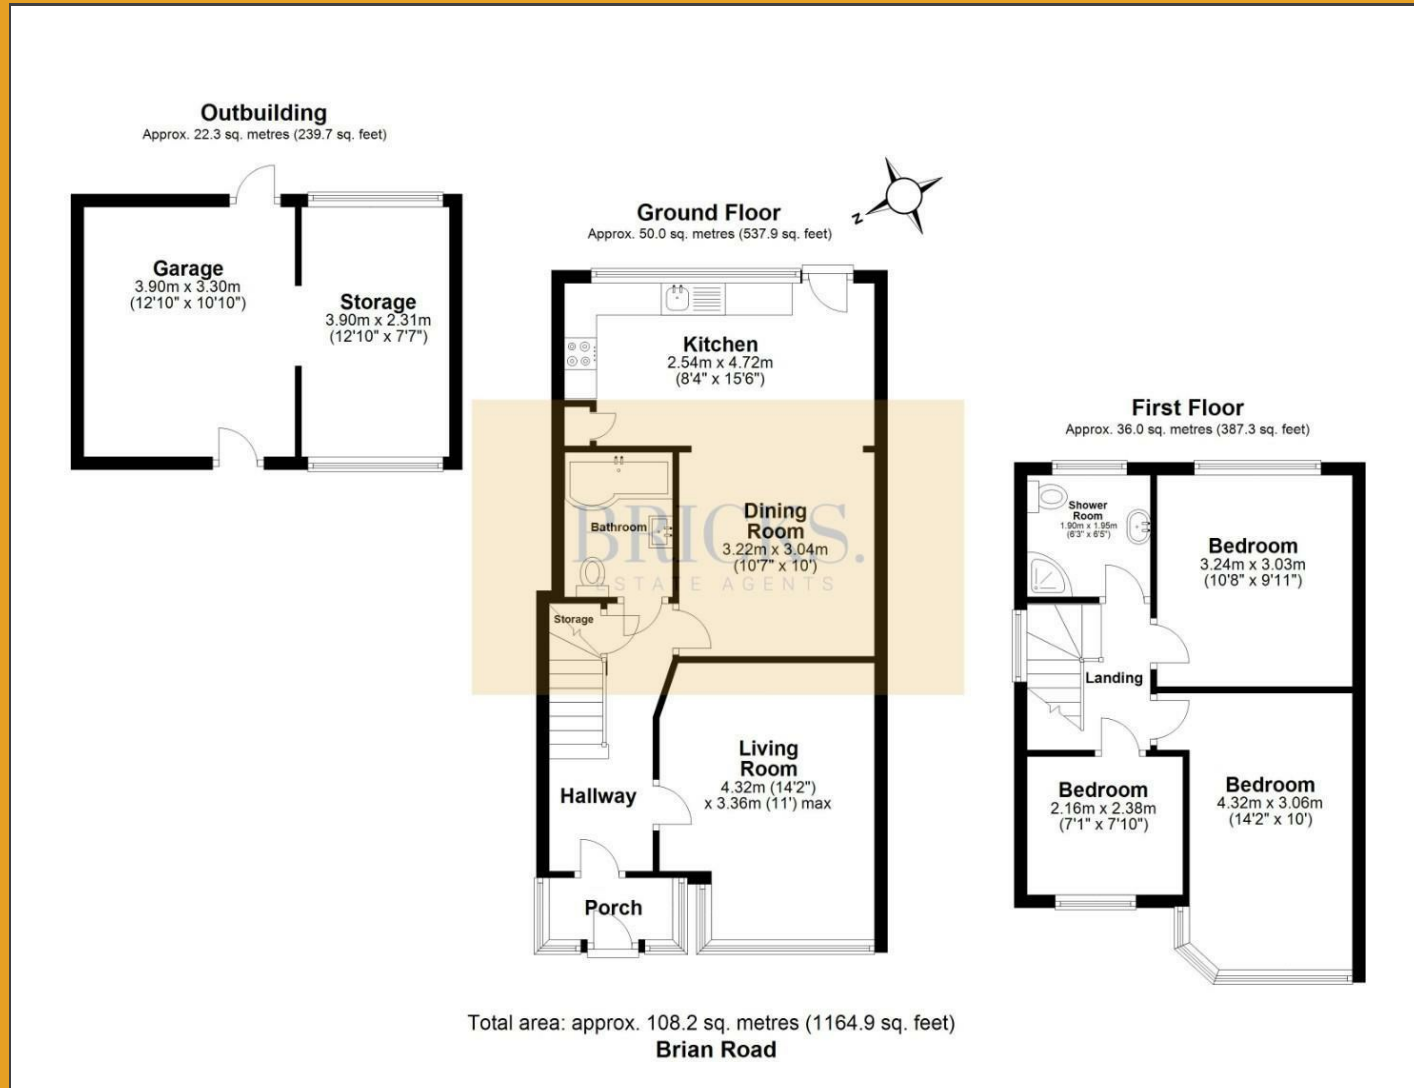 Outbuilding
Approx. 22.3 sq. metres (239.7 sq. feet)
Garage
3.90m x 3.30m
(12'10" x 10'10")
Storage
3.90m x 2.31m
(12'10" x 7'7")
Ground Floor
Approx. 50.0 sq. metres (537.9 sq. feet)
N
Kitchen
2.54m x 4.72m
(8'4" x 15'6")
Bathroom
Dining
Room
3.22m x 3.04m
(10'7" x 10')
BRICKS.
ESTATE AGENTS
Storage
Living
Room
4.32m (14'2")
x 3.36m (11') max
Hallway
Porch
First Floor
Approx. 36.0 sq. metres (387.3 sq. feet)
Shower
Room
1.90m x 1.95m
(6'3" x 6'5")
Bedroom
3.24m x 3.03m
(10'8" x 9'11")
Landing
Bedroom
2.16m x 2.38m
(7'1" x 7'10")
Bedroom
4.32m x 3.06m
(14'2" x 10')
Total area: approx. 108.2 sq. metres (1164.9 sq. feet)
Brian Road